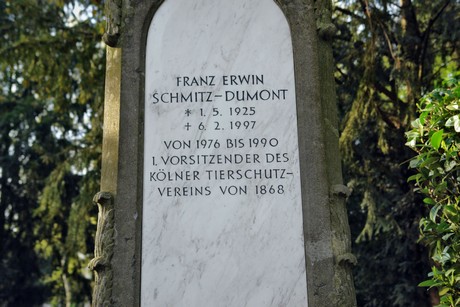 FRANZ ERWIN
SCHMITZ-DUMONT
* 1. 5. 1925
+ 6. 2. 1997
VON 1976 BIS 1990
1. VORSITZENDER DES
KÖLNER TIERSCHUTZ-
VEREINS VON 1868